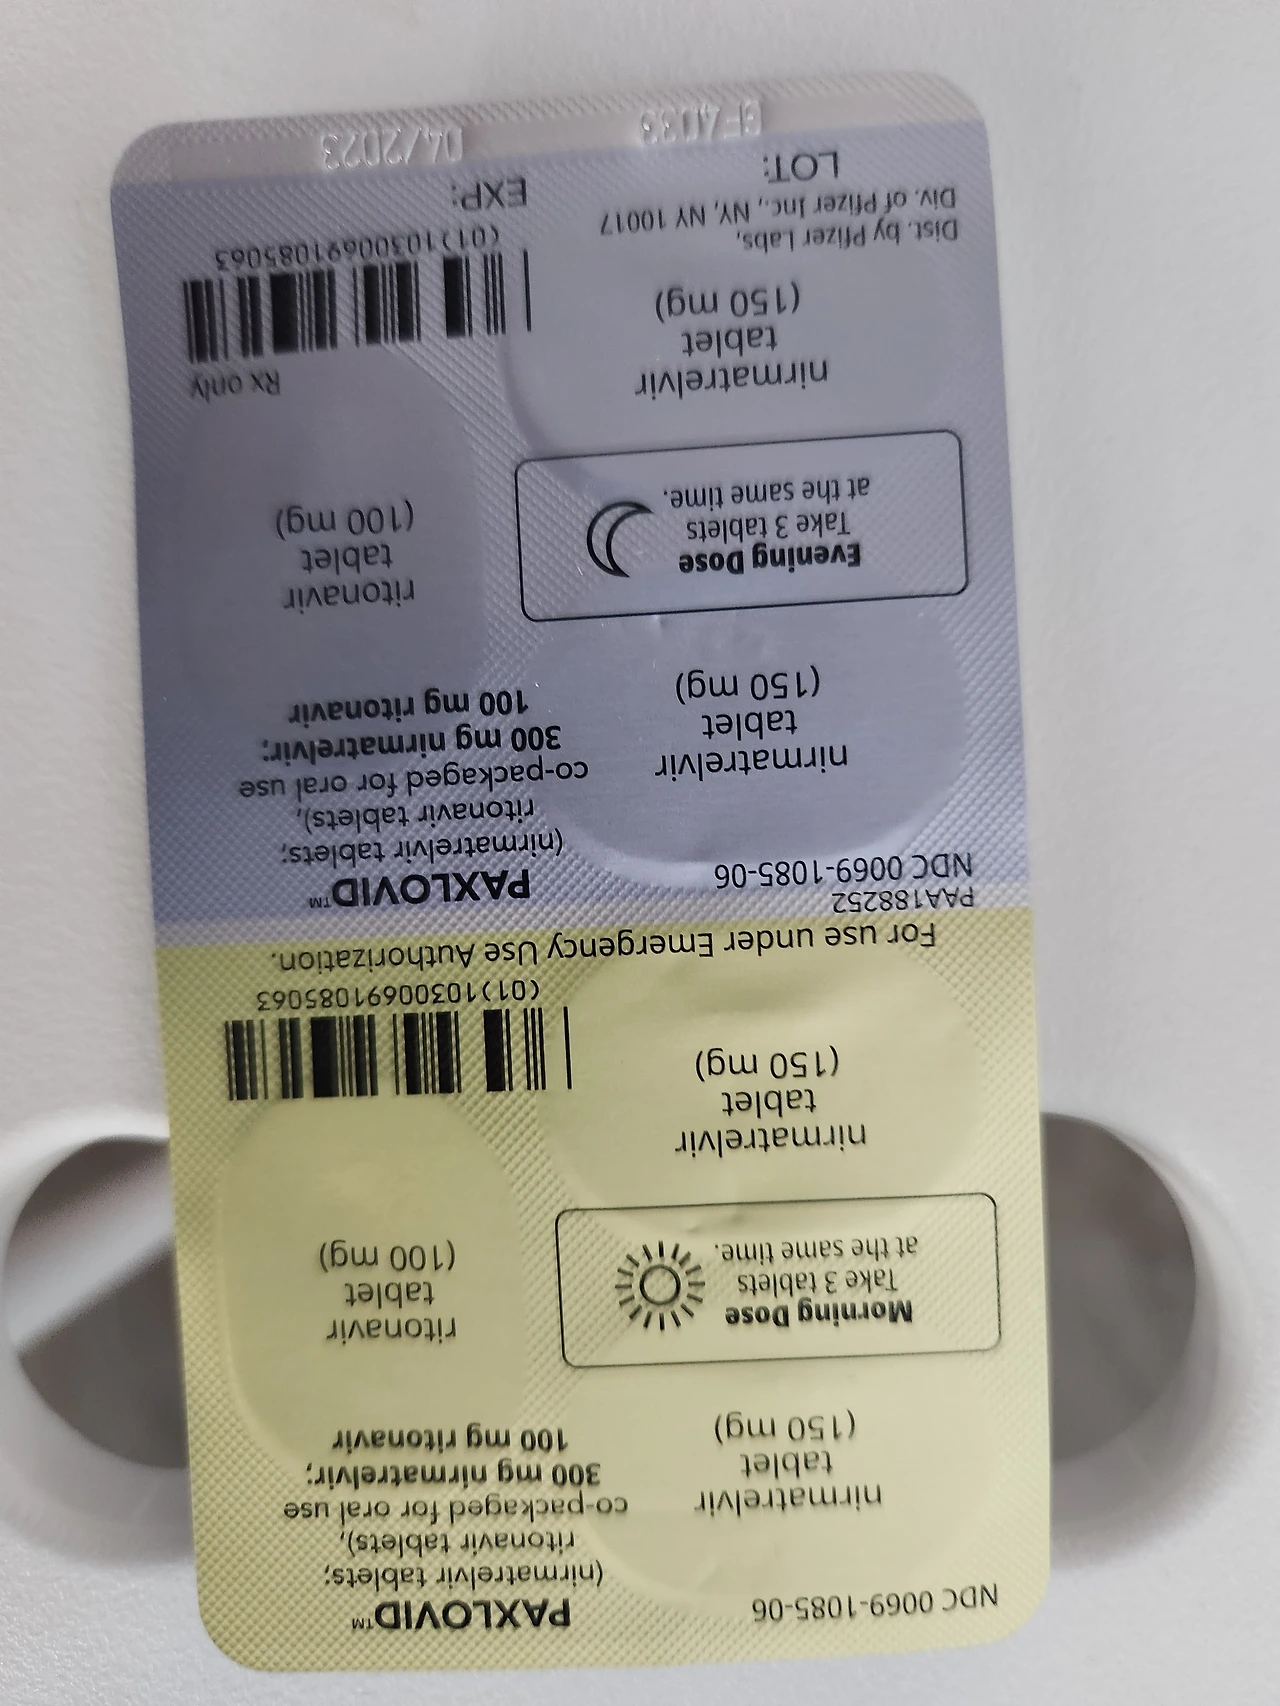 NDC 0069-1085-06
PAXLOVID™
(nirmatrelvir tablets;
ritonavir tablets),
co-packaged for oral use
300 mg nirmatrelvir;
100 mg ritonavir
nirmatrelvir
tablet
(150 mg)
Morning Dose
Take 3 tablets
at the same time.
ritonavir
tablet
(100 mg)
nirmatrelvir
tablet
(150 mg)
(01)10300691085063
For use under Emergency Use Authorization.
PAA188252
NDC 0069-1085-06
PAXLOVID™
(nirmatrelvir tablets;
ritonavir tablets),
co-packaged for oral use
300 mg nirmatrelvir;
100 mg ritonavir
nirmatrelvir
tablet
(150 mg)
Evening Dose
Take 3 tablets
at the same time.
ritonavir
tablet
(100 mg)
nirmatrelvir
tablet
(150 mg)
Rx only
(01)10300691085063
Dist. by Pfizer Labs,
Div. of Pfizer Inc., NY, NY 10017
LOT:
EXP:
04/2023